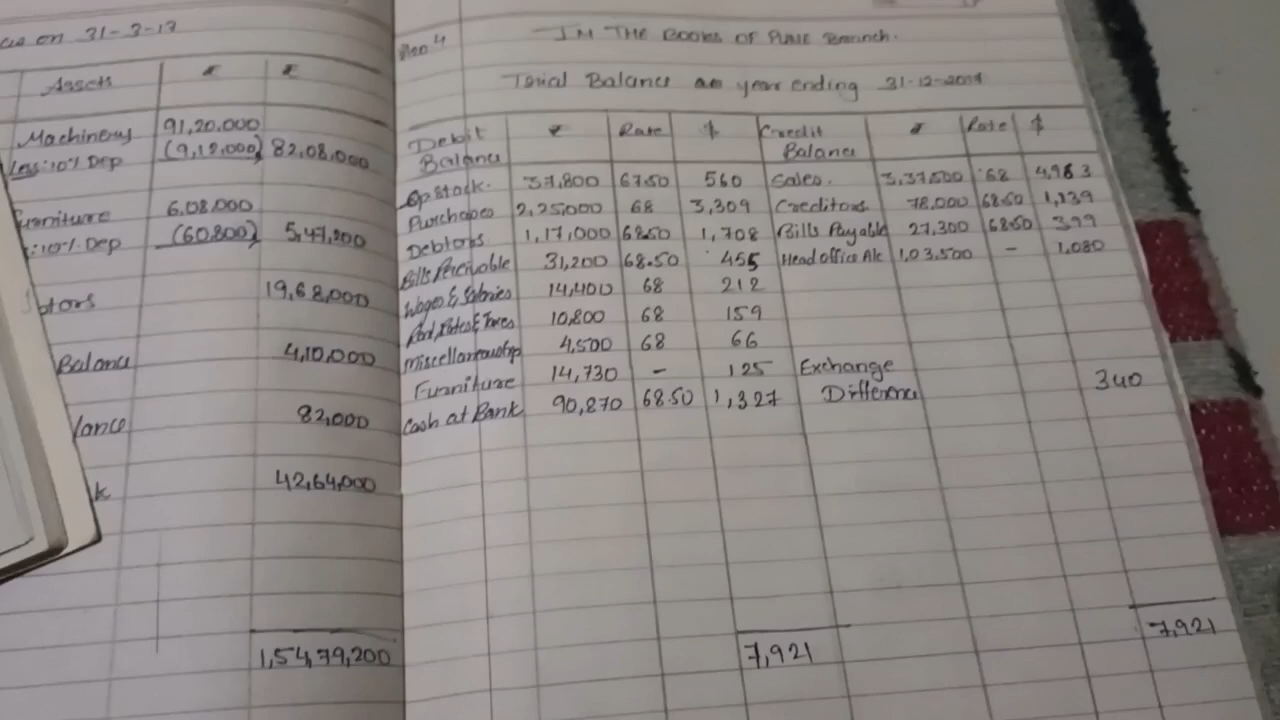 as on 31-3-17
Assets ₹ ₹
Machinery 91,20,000
Less:10% Dep (9,12,000) 82,08,000
Furniture 6,08,000
:10% Dep (60,800) 5,47,200
19,68,000
Balance 4,10,000
82,000
42,64,000
1,54,79,200
IN THE BOOKS OF PUNE Branch.
Trial Balance as year ending 31-12-20
Debit Balance ₹ Rate $ Credit Balance ₹ Rate $
Op Stock. 37,800 67.50 560 Sales. 3,37,500 68 4,963
Purchases 2,25,000 68 3,309 Creditors 78,000 68.50 1,139
Debtors 1,17,000 68.50 1,708 Bills Payable 27,300 68.50 399
Bills Receivable 31,200 68.50 455 Head office A/c 1,03,500 - 1,080
Wages & Salaries 14,400 68 212
Rent, Rates & Taxes 10,800 68 159
Miscellaneous Exp 4,500 68 66
Furniture 14,730 - 125 Exchange
Cash at Bank 90,870 68.50 1,327 Difference 340
7,921 7,921